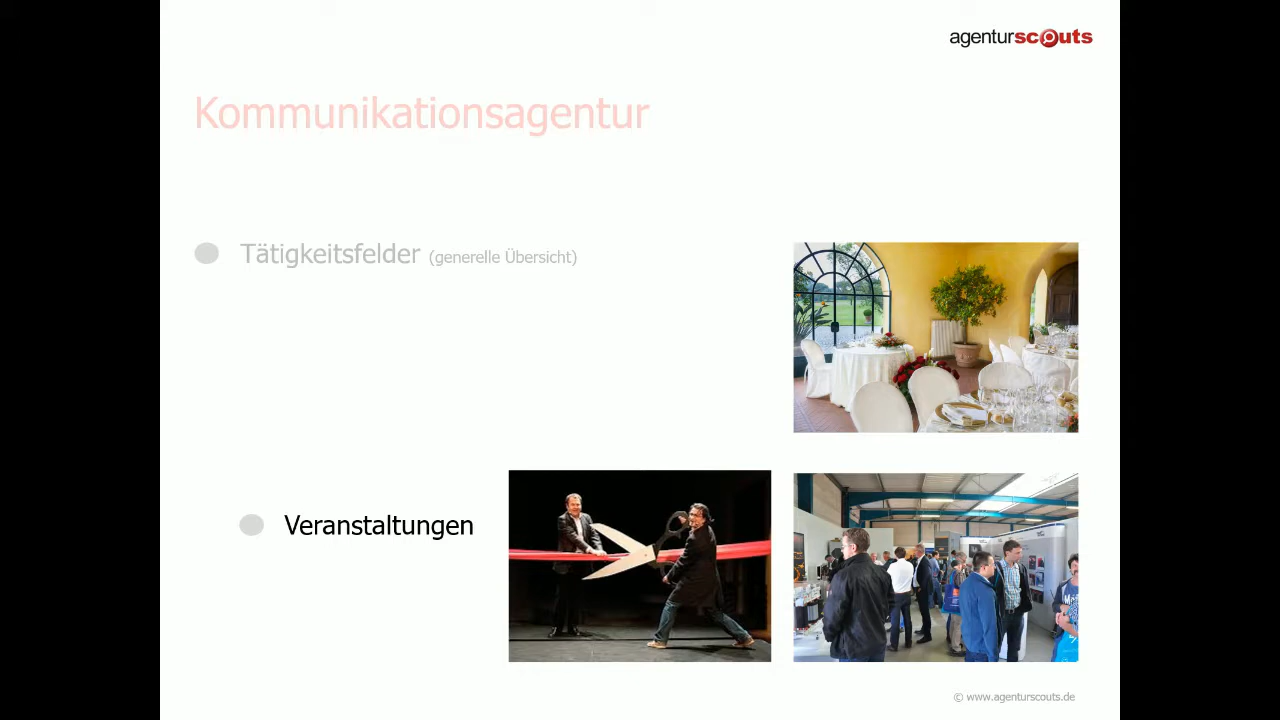 agenturscouts
Kommunikationsagentur
Tätigkeitsfelder (generelle Übersicht)
Veranstaltungen
© www.agenturscouts.de